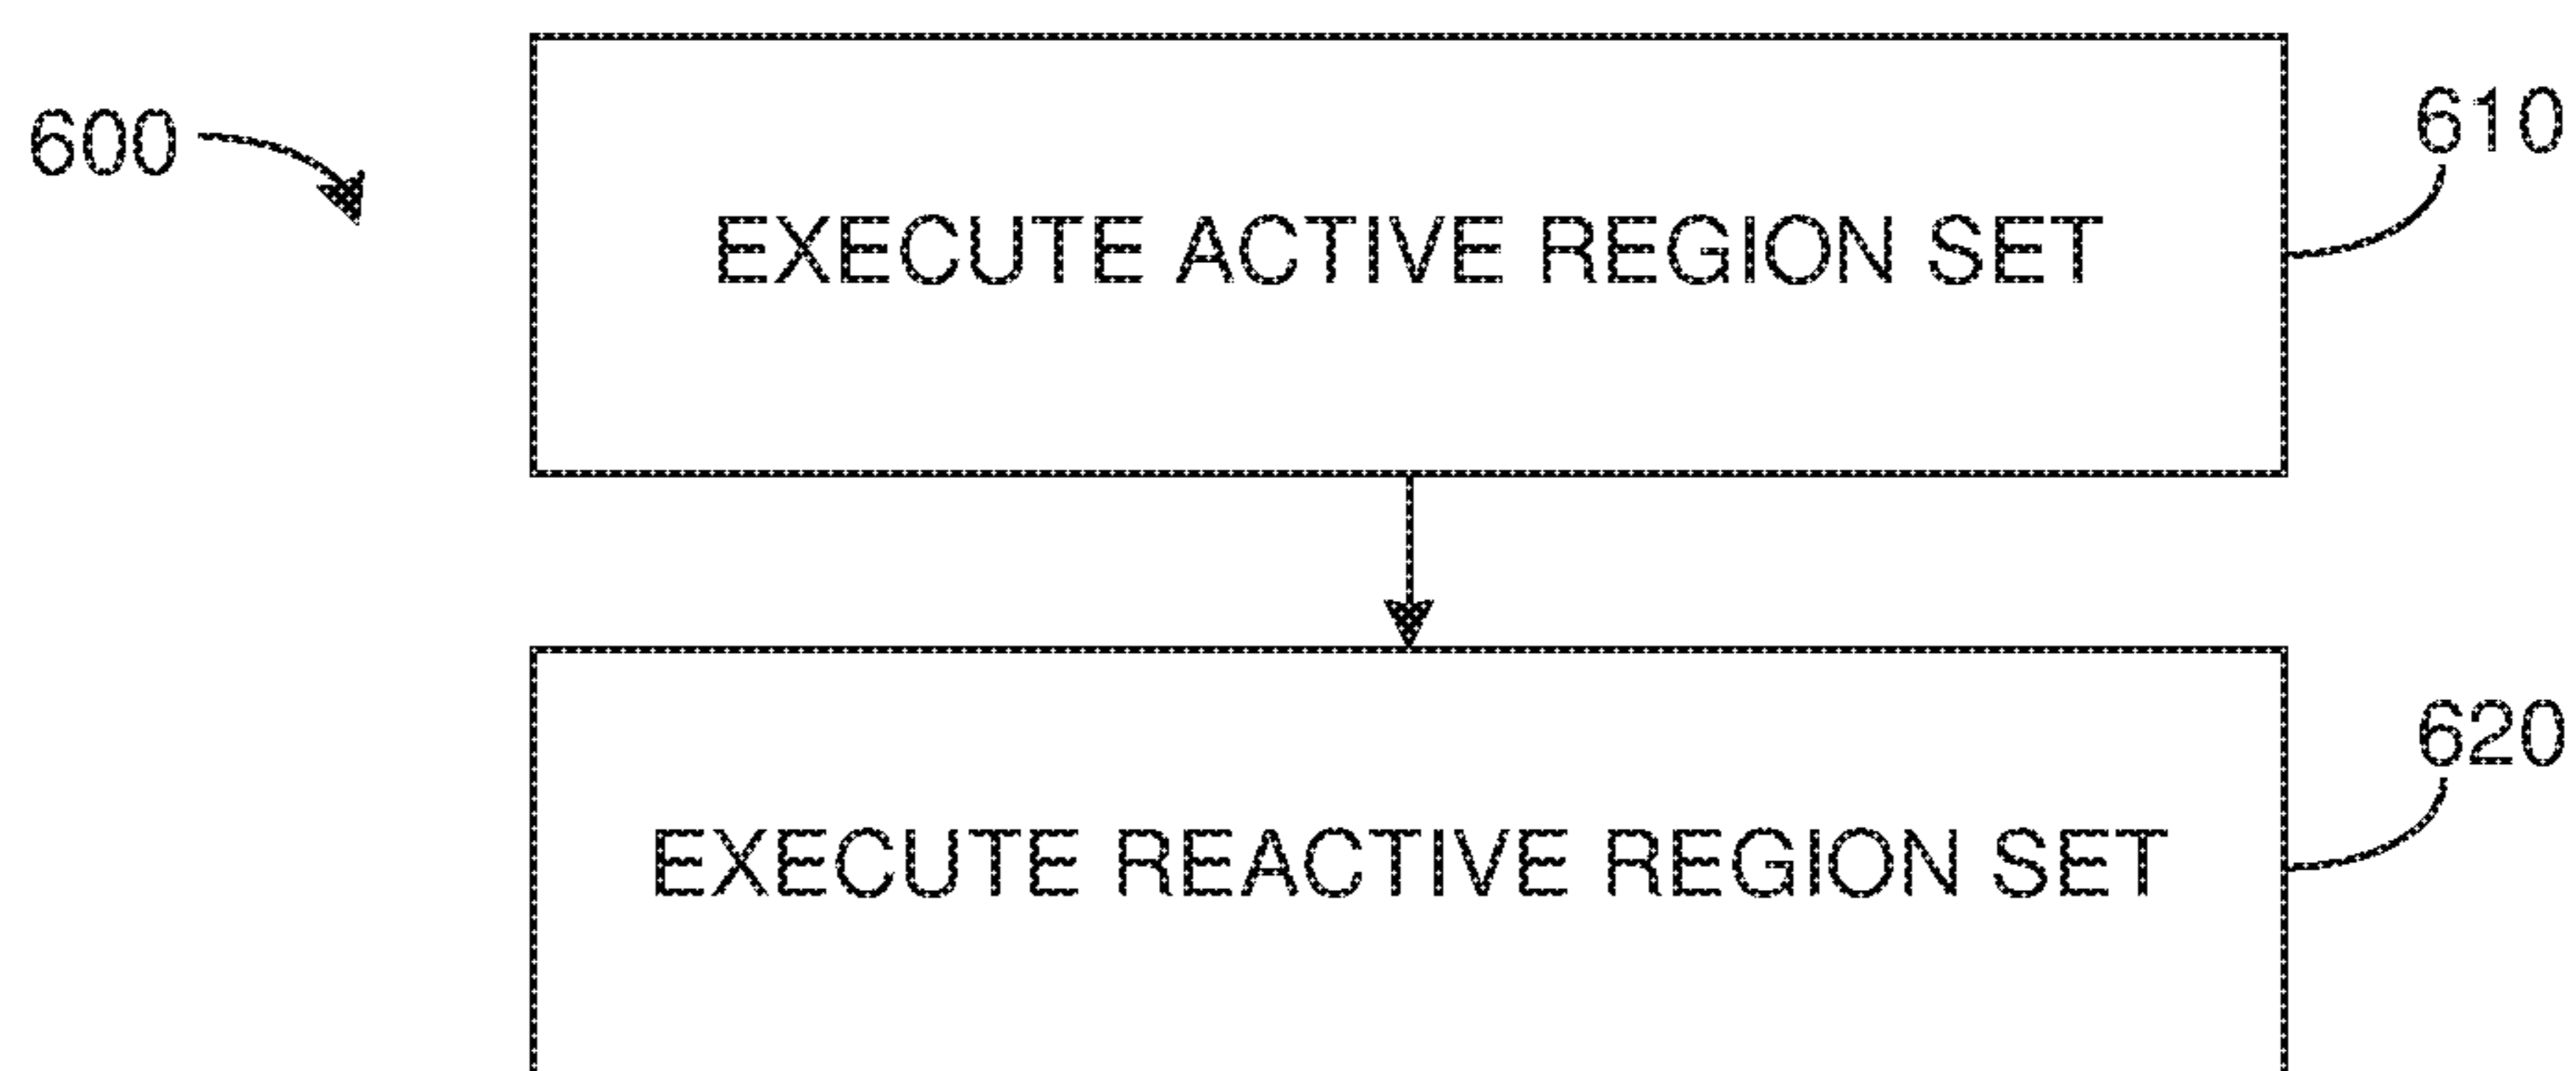 600
610
EXECUTE ACTIVE REGION SET
620
EXECUTE REACTIVE REGION SET